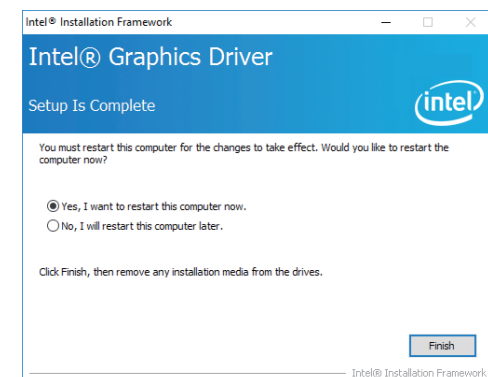 Intel® Installation Framework
Intel® Graphics Driver
Setup Is Complete
intel
You must restart this computer for the changes to take effect. Would you like to restart the
computer now?
Yes, I want to restart this computer now.
No, I will restart this computer later.
Click Finish, then remove any installation media from the drives.
Finish
Intel® Installation Framework